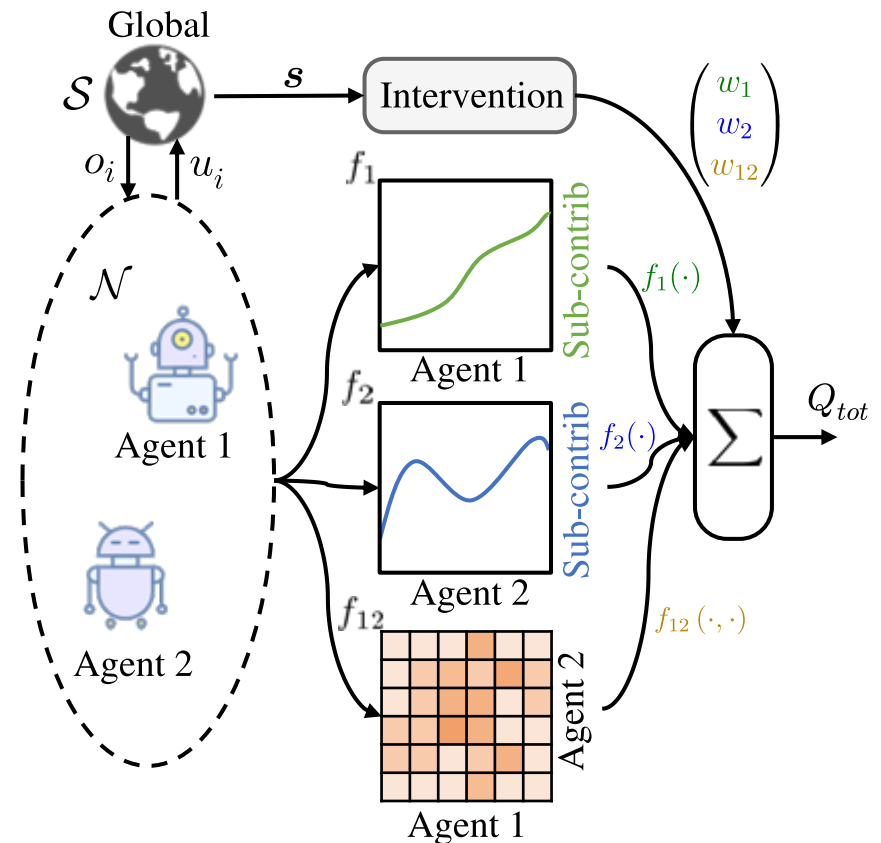 Global
𝒮
s
Intervention
w₁
w₂
w₁₂
oᵢ
uᵢ
𝒩
Agent 1
Agent 2
f₁
Sub-contrib
Agent 1
f₁(·)
f₂
Sub-contrib
Agent 2
f₂(·)
f₁₂
Agent 2
Agent 1
f₁₂ (·, ·)
∑
Qₜₒₜ